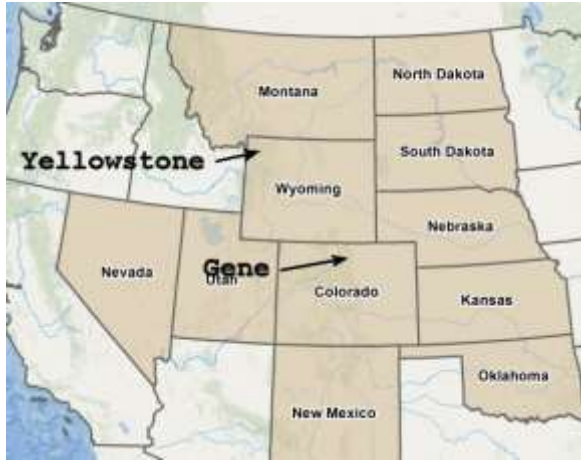 North Dakota
Montana
Yellowstone
South Dakota
Wyoming
Nebraska
Gene
Nevada
Utah
Colorado
Kansas
Oklahoma
New Mexico